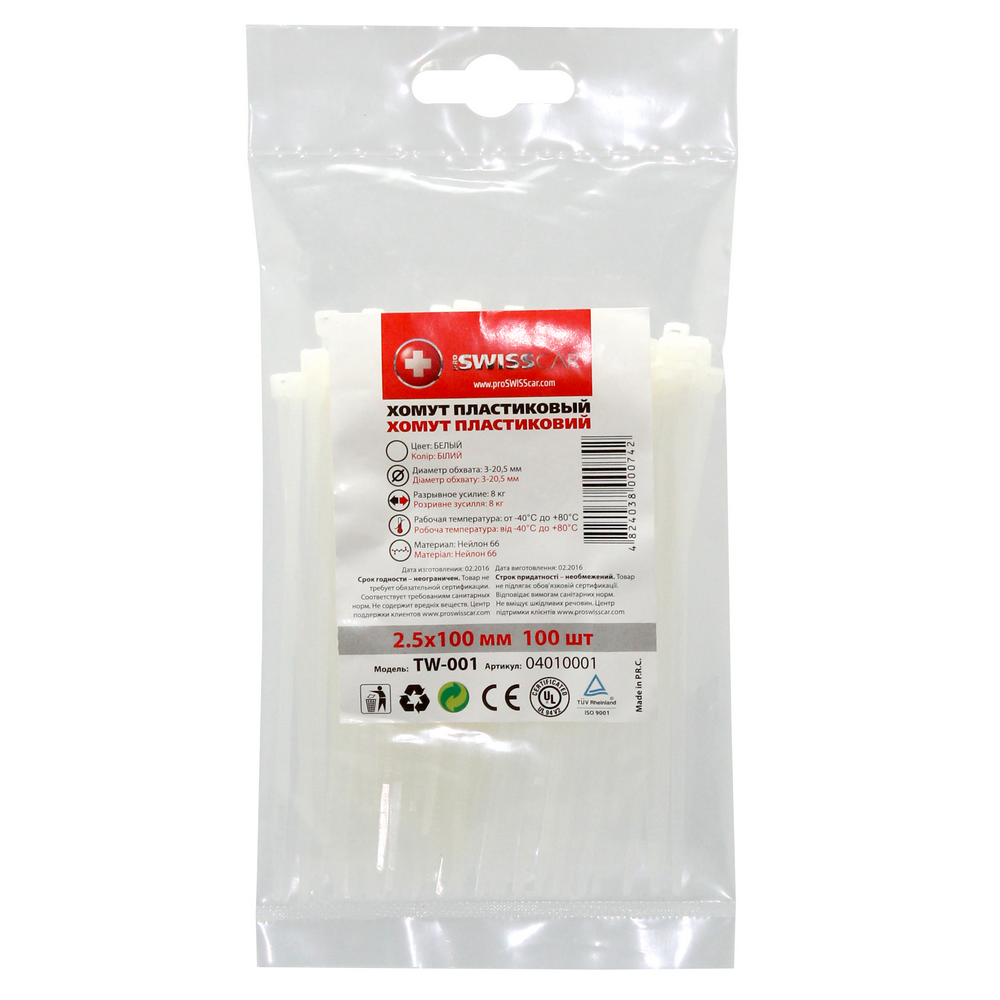 PRO SWISSCAR
www.proSWISScar.com
ХОМУТ ПЛАСТИКОВЫЙ
ХОМУТ ПЛАСТИКОВИЙ
Цвет: БЕЛЫЙ
Колір: БІЛИЙ
Диаметр обхвата: 3-20,5 мм
Діаметр обхвату: 3-20,5 мм
Разрывное усилие: 8 кг
Розривне зусилля: 8 кг
Рабочая температура: от -40°С до +80°С
Робоча температура: від -40°С до +80°С
Материал: Нейлон 66
Матеріал: Нейлон 66
4 824038 000742
Дата изготовления: 02.2016
Срок годности – неограничен. Товар не
требует обязательной сертификации.
Соответствует требованиям санитарных
норм. Не содержит вредніх веществ. Центр
поддержки клиентов www.proswisscar.com
Дата виготовлення: 02.2016
Строк придатності – необмежений. Товар
не підлягає обов'язковій сертифікації.
Відповідає вимогам санітарних норм.
Не вміщує шкідливих речовин. Центр
підтримки клієнтів www.proswisscar.com
2.5x100 мм 100 шт
Модель: TW-001 Артикул: 04010001
CE
CERTIFICATED
UL
UL 94 V2
TÜV Rheinland
ISO 9001
Made in P.R.C.